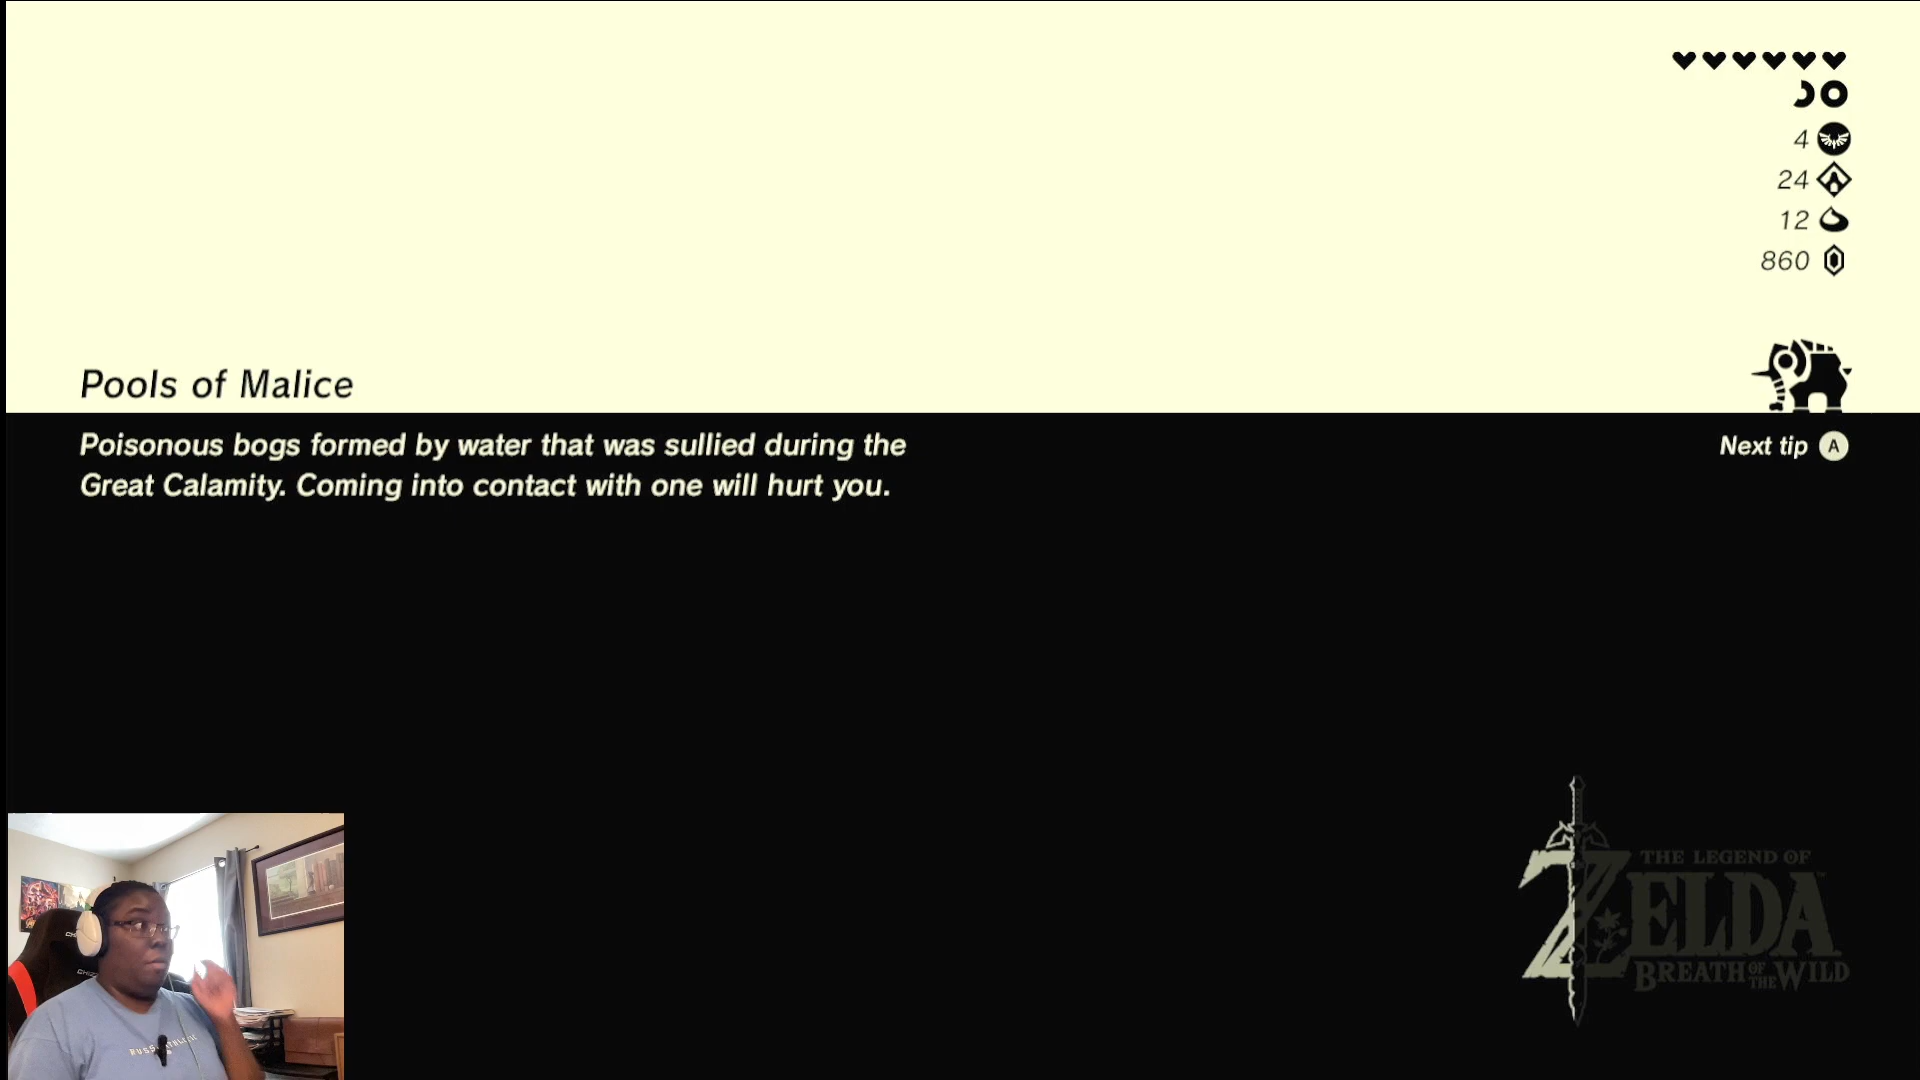 4
24
12
860
Pools of Malice
Poisonous bogs formed by water that was sullied during the
Great Calamity. Coming into contact with one will hurt you.
Next tip A
THE LEGEND OF
ZELDA
BREATH OF THE WILD